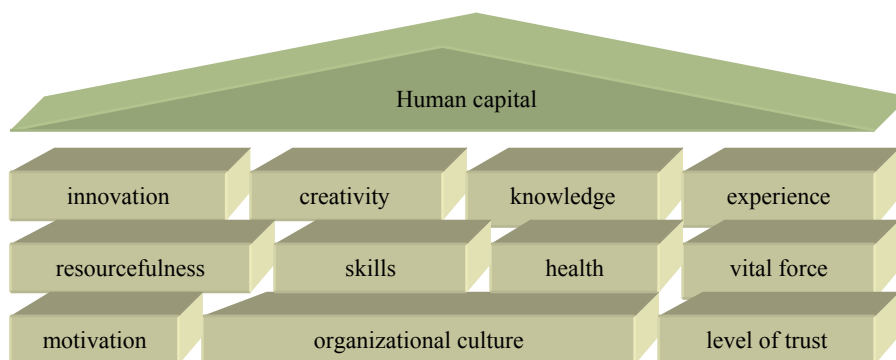 Human capital
innovation creativity knowledge experience
resourcefulness skills health vital force
motivation organizational culture level of trust